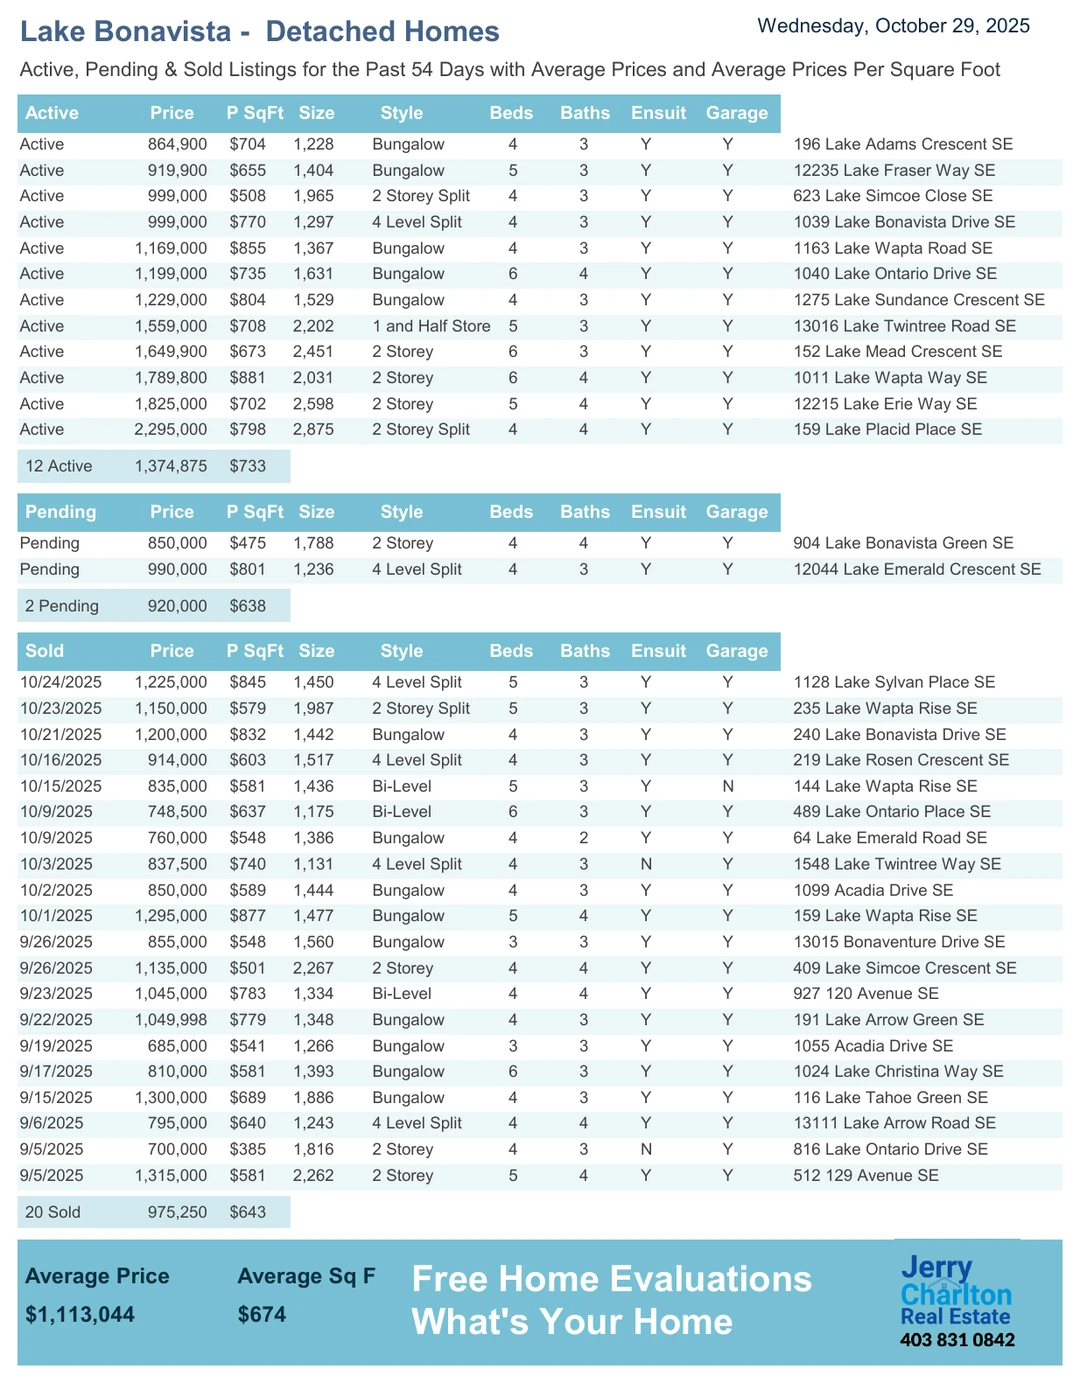 Lake Bonavista - Detached Homes
Wednesday, October 29, 2025
Active, Pending & Sold Listings for the Past 54 Days with Average Prices and Average Prices Per Square Foot
Active Price P SqFt Size Style Beds Baths Ensuit Garage
Active 864,900 $704 1,228 Bungalow 4 3 Y Y 196 Lake Adams Crescent SE
Active 919,900 $655 1,404 Bungalow 5 3 Y Y 12235 Lake Fraser Way SE
Active 999,000 $508 1,965 2 Storey Split 4 3 Y Y 623 Lake Simcoe Close SE
Active 999,000 $770 1,297 4 Level Split 4 3 Y Y 1039 Lake Bonavista Drive SE
Active 1,169,000 $855 1,367 Bungalow 4 3 Y Y 1163 Lake Wapta Road SE
Active 1,199,000 $735 1,631 Bungalow 6 4 Y Y 1040 Lake Ontario Drive SE
Active 1,229,000 $804 1,529 Bungalow 4 3 Y Y 1275 Lake Sundance Crescent SE
Active 1,559,000 $708 2,202 1 and Half Store 5 3 Y Y 13016 Lake Twintree Road SE
Active 1,649,900 $673 2,451 2 Storey 6 3 Y Y 152 Lake Mead Crescent SE
Active 1,789,800 $881 2,031 2 Storey 6 4 Y Y 1011 Lake Wapta Way SE
Active 1,825,000 $702 2,598 2 Storey 5 4 Y Y 12215 Lake Erie Way SE
Active 2,295,000 $798 2,875 2 Storey Split 4 4 Y Y 159 Lake Placid Place SE
12 Active 1,374,875 $733
Pending Price P SqFt Size Style Beds Baths Ensuit Garage
Pending 850,000 $475 1,788 2 Storey 4 4 Y Y 904 Lake Bonavista Green SE
Pending 990,000 $801 1,236 4 Level Split 4 3 Y Y 12044 Lake Emerald Crescent SE
2 Pending 920,000 $638
Sold Price P SqFt Size Style Beds Baths Ensuit Garage
10/24/2025 1,225,000 $845 1,450 4 Level Split 5 3 Y Y 1128 Lake Sylvan Place SE
10/23/2025 1,150,000 $579 1,987 2 Storey Split 5 3 Y Y 235 Lake Wapta Rise SE
10/21/2025 1,200,000 $832 1,442 Bungalow 4 3 Y Y 240 Lake Bonavista Drive SE
10/16/2025 914,000 $603 1,517 4 Level Split 4 3 Y Y 219 Lake Rosen Crescent SE
10/15/2025 835,000 $581 1,436 Bi-Level 5 3 Y N 144 Lake Wapta Rise SE
10/9/2025 748,500 $637 1,175 Bi-Level 6 3 Y Y 489 Lake Ontario Place SE
10/9/2025 760,000 $548 1,386 Bungalow 4 2 Y Y 64 Lake Emerald Road SE
10/3/2025 837,500 $740 1,131 4 Level Split 4 3 N Y 1548 Lake Twintree Way SE
10/2/2025 850,000 $589 1,444 Bungalow 4 3 Y Y 1099 Acadia Drive SE
10/1/2025 1,295,000 $877 1,477 Bungalow 5 4 Y Y 159 Lake Wapta Rise SE
9/26/2025 855,000 $548 1,560 Bungalow 3 3 Y Y 13015 Bonaventure Drive SE
9/26/2025 1,135,000 $501 2,267 2 Storey 4 4 Y Y 409 Lake Simcoe Crescent SE
9/23/2025 1,045,000 $783 1,334 Bi-Level 4 4 Y Y 927 120 Avenue SE
9/22/2025 1,049,998 $779 1,348 Bungalow 4 3 Y Y 191 Lake Arrow Green SE
9/19/2025 685,000 $541 1,266 Bungalow 3 3 Y Y 1055 Acadia Drive SE
9/17/2025 810,000 $581 1,393 Bungalow 6 3 Y Y 1024 Lake Christina Way SE
9/15/2025 1,300,000 $689 1,886 Bungalow 4 3 Y Y 116 Lake Tahoe Green SE
9/6/2025 795,000 $640 1,243 4 Level Split 4 4 Y Y 13111 Lake Arrow Road SE
9/5/2025 700,000 $385 1,816 2 Storey 4 3 N Y 816 Lake Ontario Drive SE
9/5/2025 1,315,000 $581 2,262 2 Storey 5 4 Y Y 512 129 Avenue SE
20 Sold 975,250 $643
Average Price Average Sq F
$1,113,044 $674
Free Home Evaluations
What's Your Home
Jerry
Charlton
Real Estate
403 831 0842